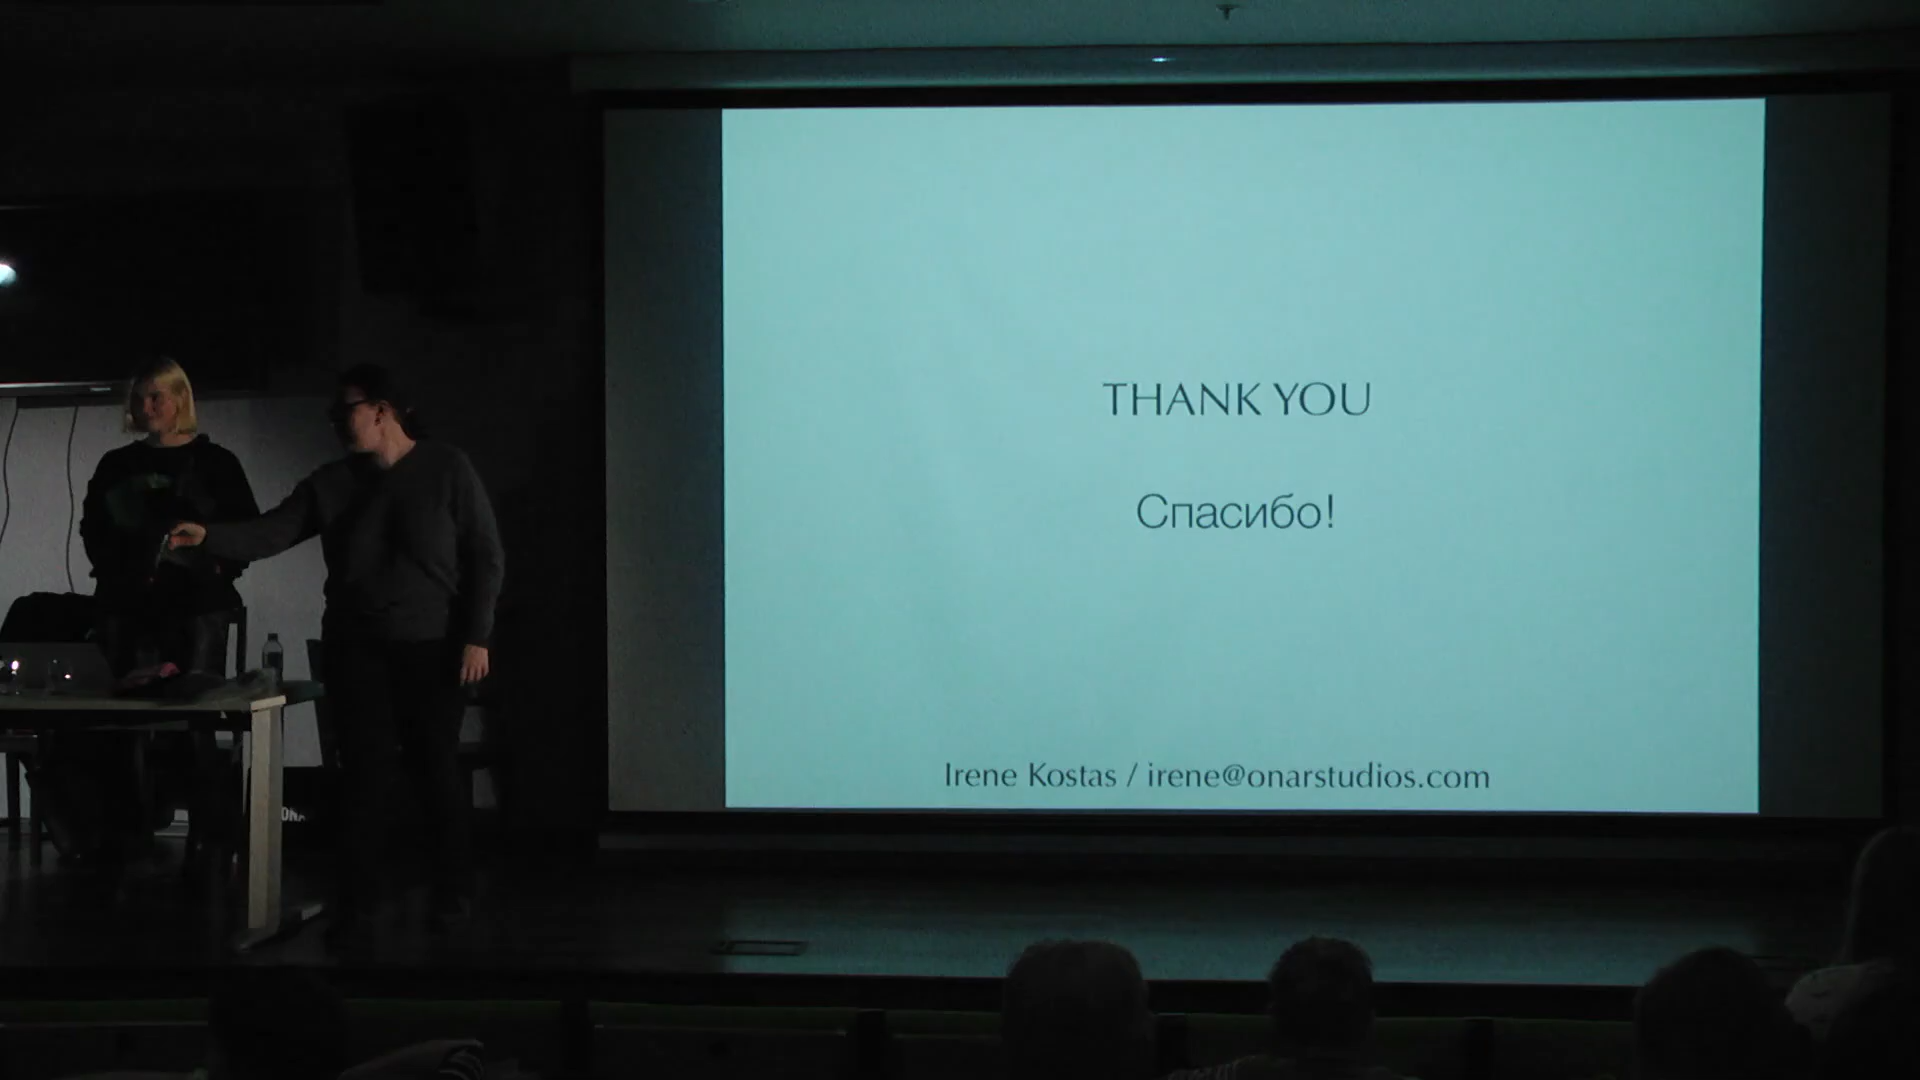 THANK YOU
Спасибо!
Irene Kostas / irene@onarstudios.com